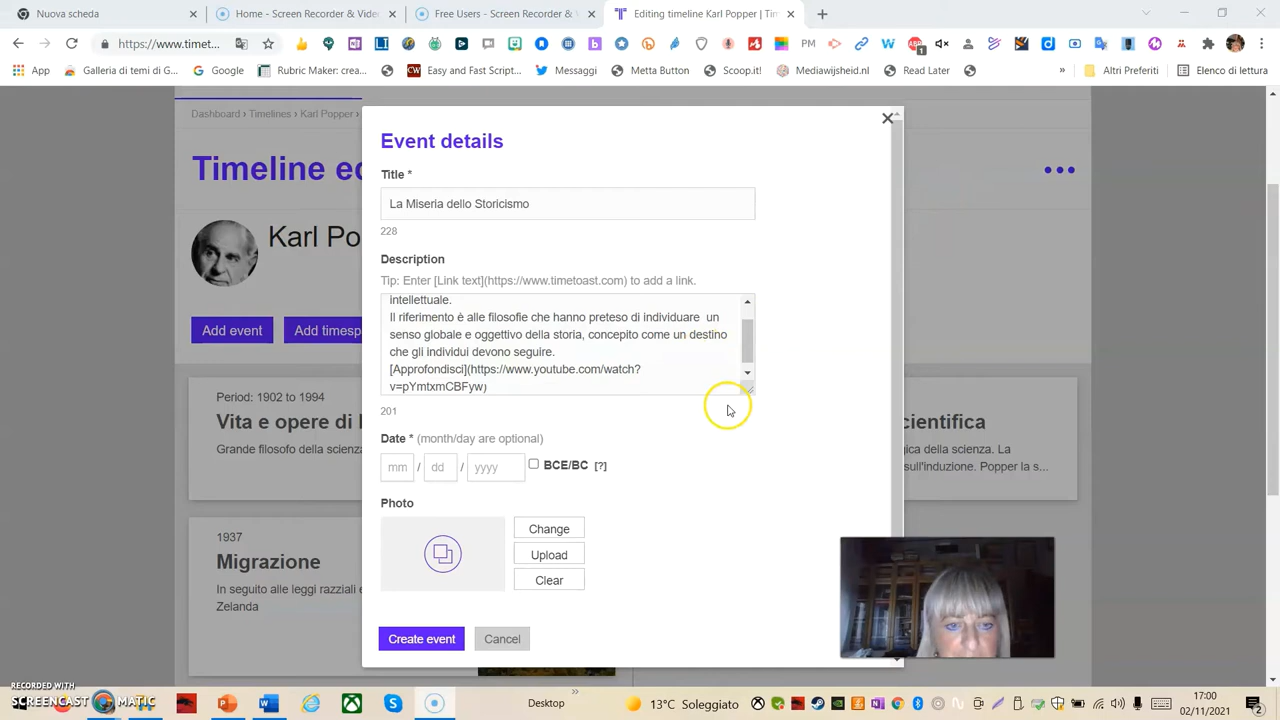 Nuova scheda
Home - Screen Recorder & Vide
Free Users - Screen Recorder & V
Editing timeline Karl Popper | Tim
https://www.timet...
PM
App
Galleria di temi di G...
Google
Rubric Maker: crea...
Easy and Fast Script...
Messaggi
Metta Button
Scoop.it!
Mediawijsheid.nl
Read Later
»
Altri Preferiti
Elenco di lettura
Dashboard › Timelines › Karl Popper ›
Timeline ed
Karl Po
Add event
Add timesp
Event details
Title *
La Miseria dello Storicismo
228
Description
Tip: Enter [Link text](https://www.timetoast.com) to add a link.
intellettuale.
Il riferimento è alle filosofie che hanno preteso di individuare un
senso globale e oggettivo della storia, concepito come un destino
che gli individui devono seguire.
[Approfondisci](https://www.youtube.com/watch?
v=pYmtxmCBFyw)
201
Date * (month/day are optional)
mm / dd / yyyy
BCE/BC [?]
Photo
Change
Upload
Clear
Create event
Cancel
Period: 1902 to 1994
Vita e opere di
Grande filosofo della scienza
cientifica
gica della scienza. La
sull'induzione. Popper la s...
1937
Migrazione
In seguito alle leggi razziali e
Zelanda
RECORDED WITH
SCREENCAST MATIC
Desktop
»
13°C Soleggiato
17:00
02/11/2021
2